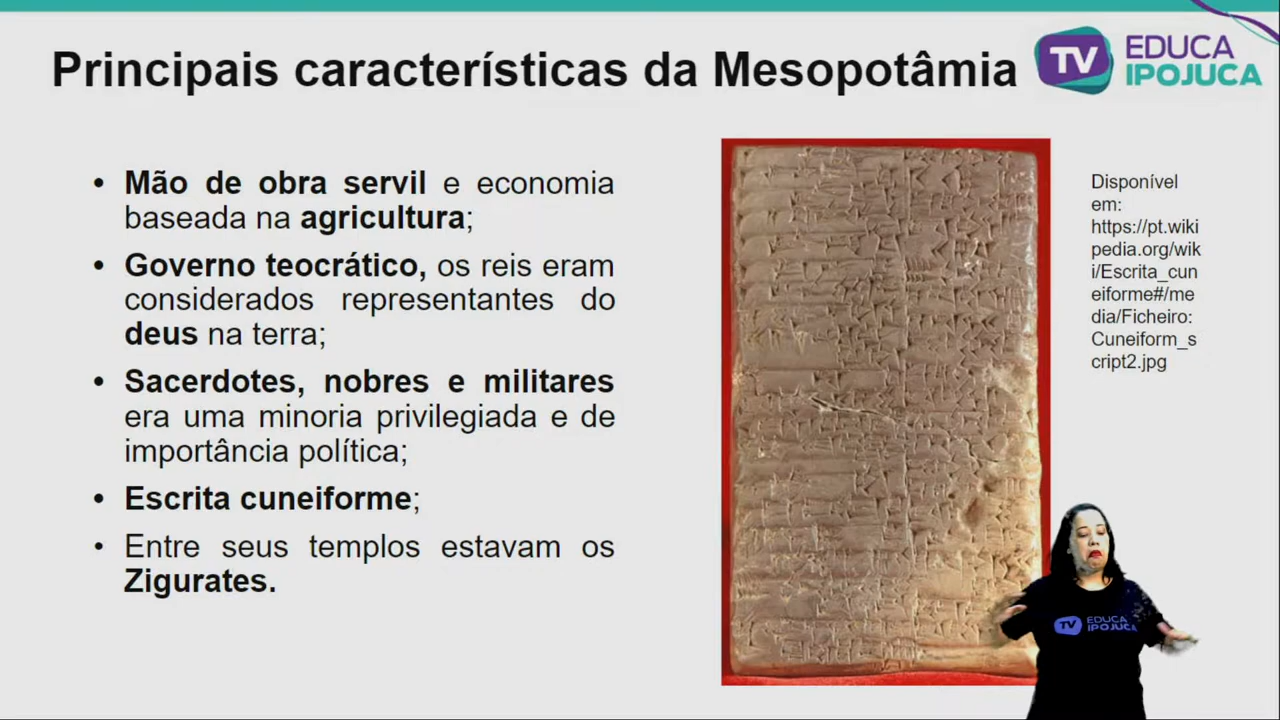 Principais características da Mesopotâmia
TV EDUCA
IPOJUCA
• Mão de obra servil e economia
baseada na agricultura;
• Governo teocrático, os reis eram
considerados representantes do
deus na terra;
• Sacerdotes, nobres e militares
era uma minoria privilegiada e de
importância política;
• Escrita cuneiforme;
• Entre seus templos estavam os
Zigurates.
Disponível
em:
https://pt.wiki
pedia.org/wik
i/Escrita_cun
eiforme#/me
dia/Ficheiro:
Cuneiform_s
cript2.jpg
TV EDUCA
IPOJUCA